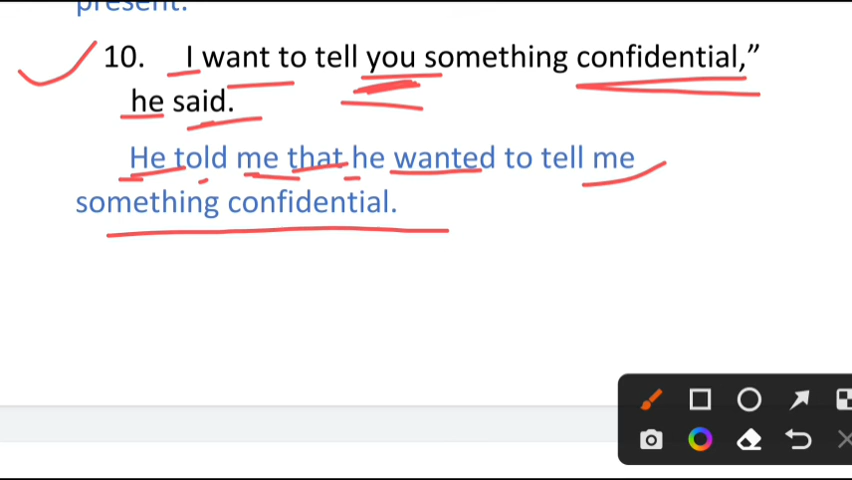 present.
10. I want to tell you something confidential,”
he said.
He told me that he wanted to tell me
something confidential.